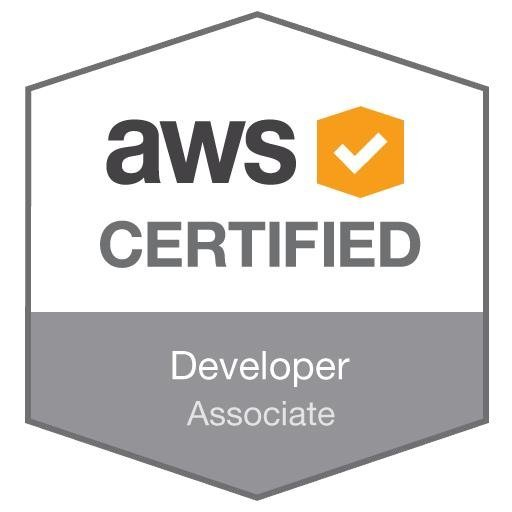 aws
CERTIFIED
Developer
Associate